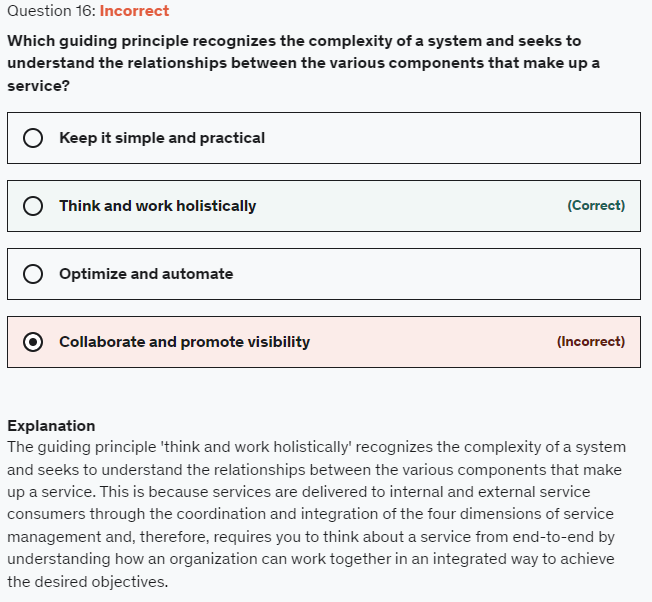 Question 16: Incorrect
Which guiding principle recognizes the complexity of a system and seeks to
understand the relationships between the various components that make up a
service?
Keep it simple and practical
Think and work holistically (Correct)
Optimize and automate
Collaborate and promote visibility (Incorrect)
Explanation
The guiding principle 'think and work holistically' recognizes the complexity of a system
and seeks to understand the relationships between the various components that make
up a service. This is because services are delivered to internal and external service
consumers through the coordination and integration of the four dimensions of service
management and, therefore, requires you to think about a service from end-to-end by
understanding how an organization can work together in an integrated way to achieve
the desired objectives.